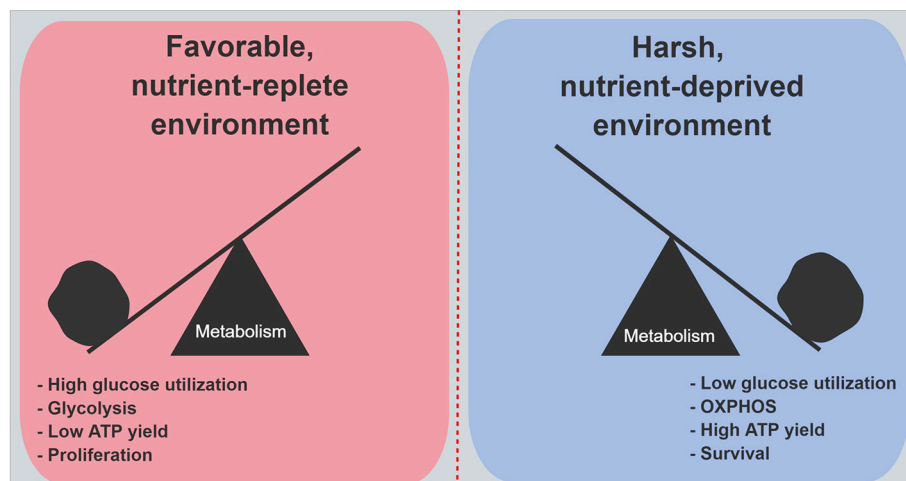 Favorable,
nutrient-replete
environment
Metabolism
- High glucose utilization
- Glycolysis
- Low ATP yield
- Proliferation
Harsh,
nutrient-deprived
environment
Metabolism
- Low glucose utilization
- OXPHOS
- High ATP yield
- Survival